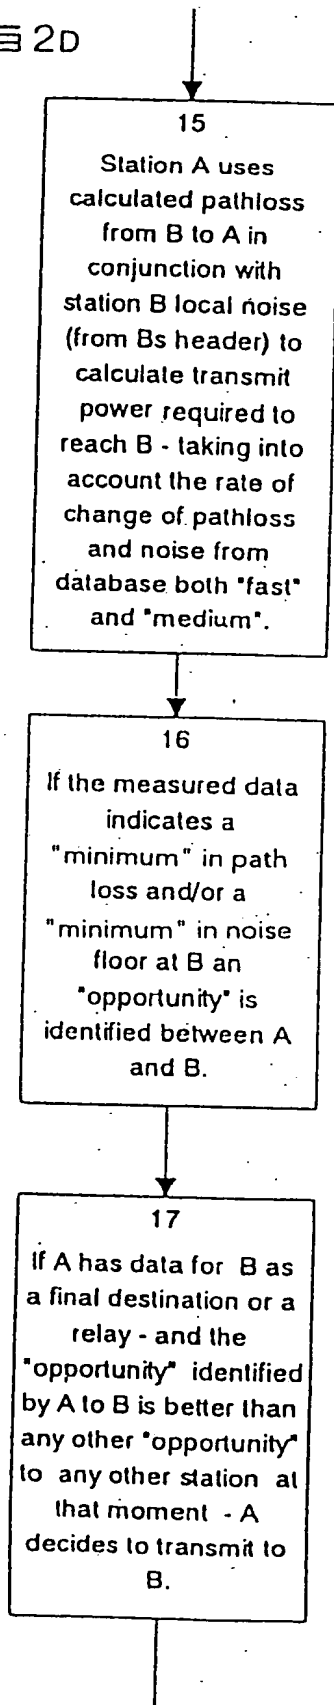 2D
15
Station A uses
calculated pathloss
from B to A in
conjunction with
station B local noise
(from Bs header) to
calculate transmit
power required to
reach B - taking into
account the rate of
change of pathloss
and noise from
database both "fast"
and "medium".
16
If the measured data
indicates a
"minimum" in path
loss and/or a
"minimum" in noise
floor at B an
"opportunity" is
identified between A
and B.
17
If A has data for B as
a final destination or a
relay - and the
"opportunity" identified
by A to B is better than
any other "opportunity"
to any other station at
that moment - A
decides to transmit to
B.